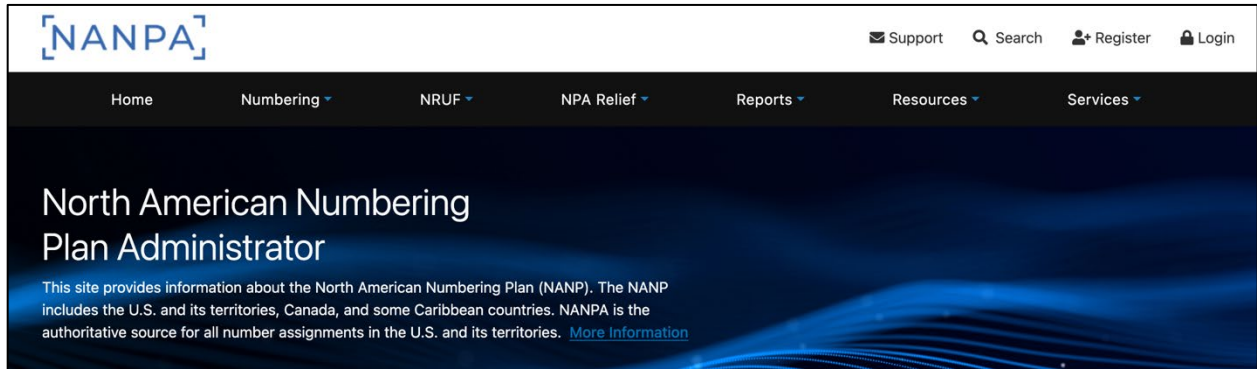 NANPA
Support Search Register Login
Home Numbering NRUF NPA Relief Reports Resources Services
North American Numbering
Plan Administrator
This site provides information about the North American Numbering Plan (NANP). The NANP
includes the U.S. and its territories, Canada, and some Caribbean countries. NANPA is the
authoritative source for all number assignments in the U.S. and its territories. More Information